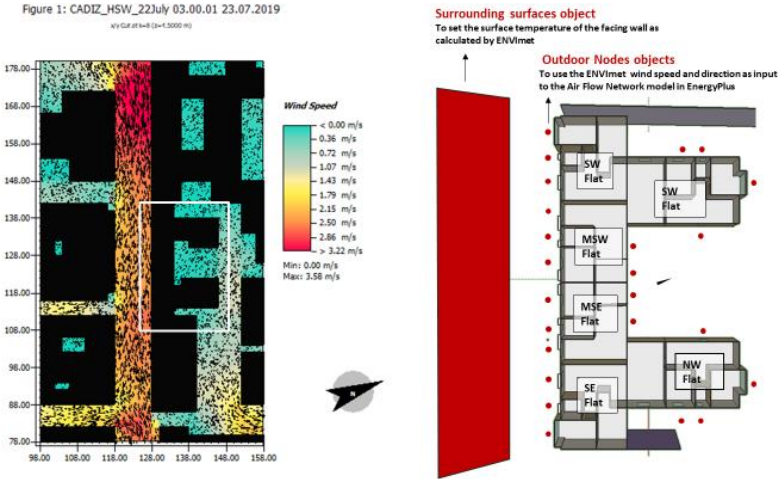 Figure 1: CADIZ_HSW_22July 03.00.01 23.07.2019
x/y Cut at k=8 (z=4.5000 m)
178.00
168.00
158.00
148.00
138.00
128.00
118.00
108.00
98.00
88.00
78.00
98.00 108.00 118.00 128.00 138.00 148.00 158.00
Wind Speed
< 0.00 m/s
0.36 m/s
0.72 m/s
1.07 m/s
1.43 m/s
1.79 m/s
2.15 m/s
2.50 m/s
2.86 m/s
> 3.22 m/s
Min: 0.00 m/s
Max: 3.58 m/s
N
Surrounding surfaces object
To set the surface temperature of the facing wall as
calculated by ENVImet
Outdoor Nodes objects
To use the ENVImet wind speed and direction as input
to the Air Flow Network model in EnergyPlus
SW
Flat
SW
Flat
MSW
Flat
MSE
Flat
SE
Flat
NW
Flat